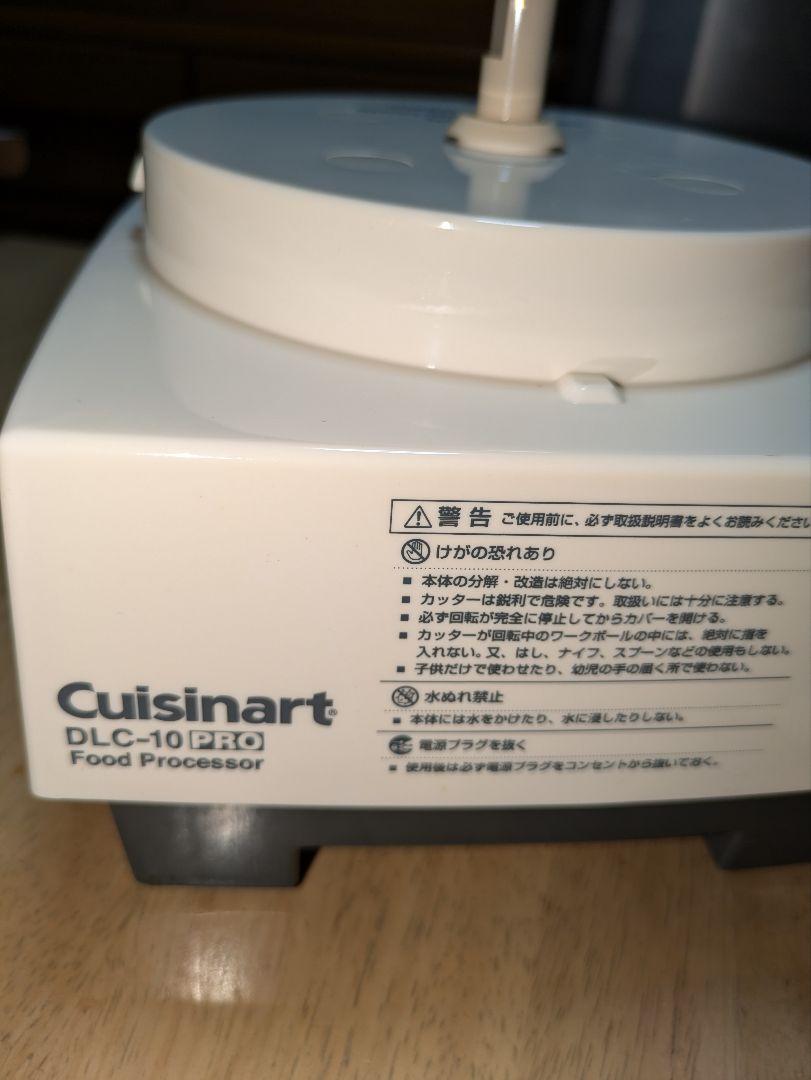 ⚠警告 ご使用前に、必ず取扱説明書をよくお読みくださ
けがの恐れあり
■ 本体の分解・改造は絶対にしない。
■ カッターは鋭利で危険です。取扱いには十分に注意する。
■ 必ず回転が完全に停止してからカバーを開ける。
■ カッターが回転中のワークボールの中には、絶対に指を
入れない。又、はし、ナイフ、スプーンなどの使用もしない。
■ 子供だけで使わせたり、幼児の手の届く所で使わない。
水ぬれ禁止
■ 本体には水をかけたり、水に浸したりしない。
電源プラグを抜く
■ 使用後は必ず電源プラグをコンセントから抜いておく。
Cuisinart®
DLC-10 PRO
Food Processor